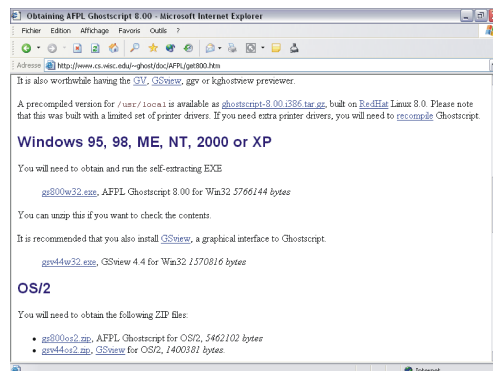 Obtaining AFPL Ghostscript 8.00 - Microsoft Internet Explorer
Fichier Edition Affichage Favoris Outils ?
Adresse http://www.cs.wisc.edu/~ghost/doc/AFPL/get800.htm
It is also worthwhile having the GV, GSview, ggv or kghostview previewer.
A precompiled version for /usr/local is available as ghostscript-8.00.i386.tar.gz, built on RedHat Linux 8.0. Please note
that this was built with a limited set of printer drivers. If you need extra printer drivers, you will need to recompile Ghostscript.
Windows 95, 98, ME, NT, 2000 or XP
You will need to obtain and run the self-extracting EXE
gs800w32.exe, AFPL Ghostscript 8.00 for Win32 5766144 bytes
You can unzip this if you want to check the contents.
It is recommended that you also install GSview, a graphical interface to Ghostscript.
gsv44w32.exe, GSview 4.4 for Win32 1570816 bytes
OS/2
You will need to obtain the following ZIP files:
• gs800os2.zip, AFPL Ghostscript for OS/2, 5462102 bytes
• gsv44os2.zip, GSview for OS/2, 1400381 bytes.
Internet